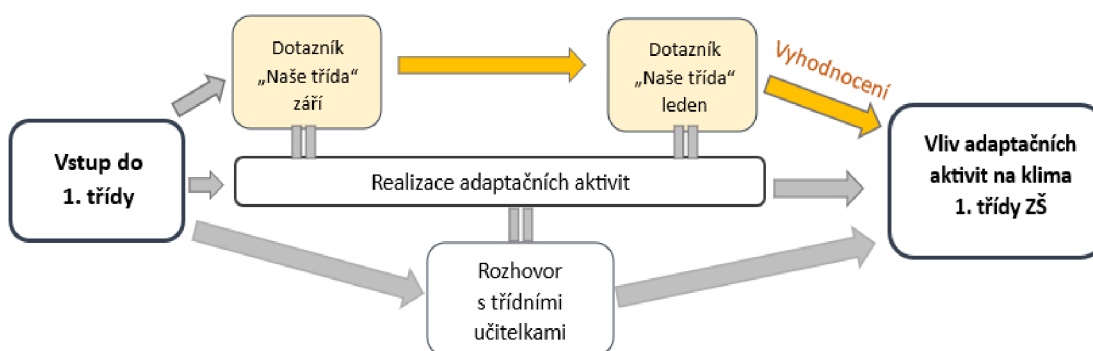 Dotazník
„Naše třída“
září
Dotazník
„Naše třída“
leden
Vyhodnocení
Vstup do
1. třídy
Realizace adaptačních aktivit
Vliv adaptačních
aktivit na klima
1. třídy ZŠ
Rozhovor
s třídními
učitelkami